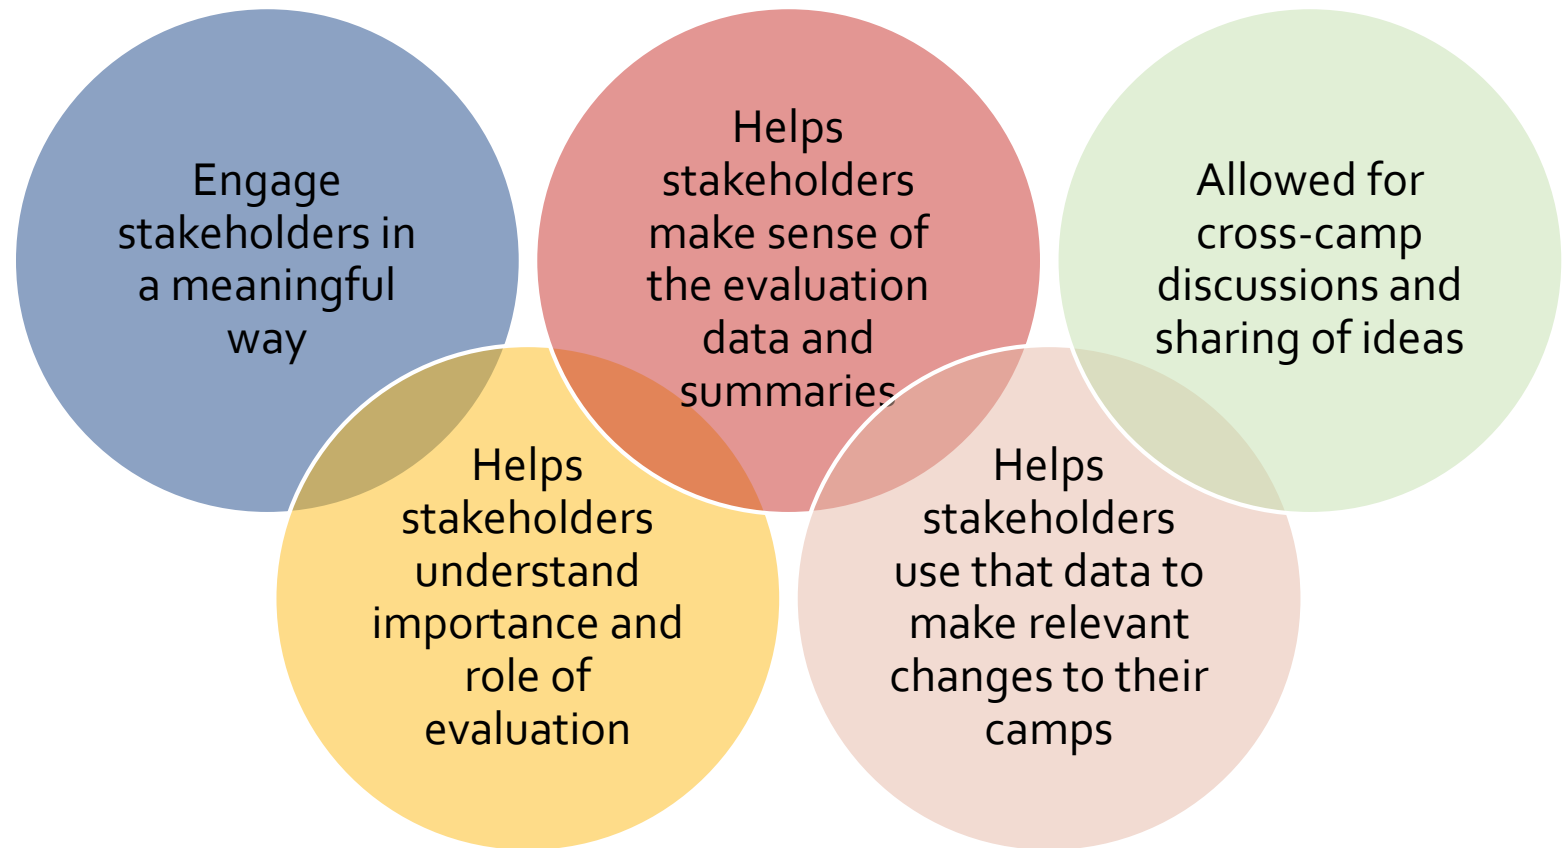 Engage
stakeholders in
a meaningful
way
Helps
stakeholders
understand
importance and
role of
evaluation
Helps
stakeholders
make sense of
the evaluation
data and
summaries
Helps
stakeholders
use that data to
make relevant
changes to their
camps
Allowed for
cross-camp
discussions and
sharing of ideas